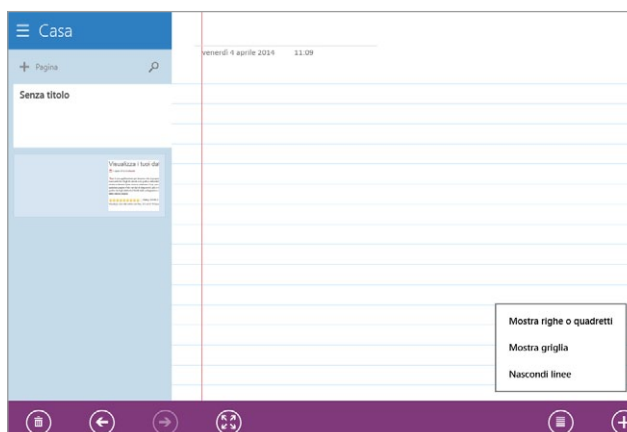 Casa
Pagina
Senza titolo
Visualizza i tuoi dat
venerdì 4 aprile 2014 11:09
Mostra righe o quadretti
Mostra griglia
Nascondi linee